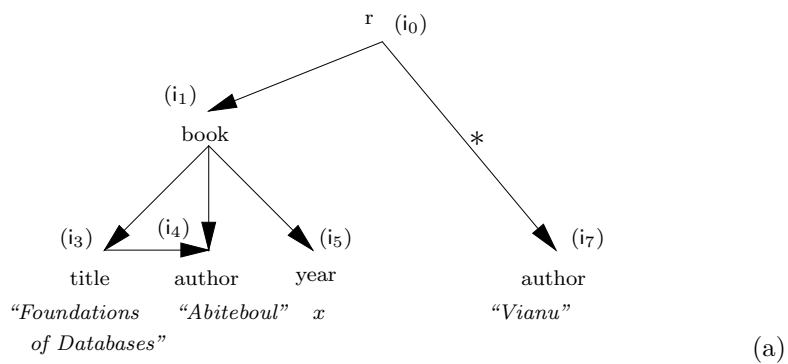 r (i₀)
(i₁)
book
*
(i₃) (i₄) (i₅) (i₇)
title author year author
“Foundations “Abiteboul” x “Vianu”
of Databases”
(a)